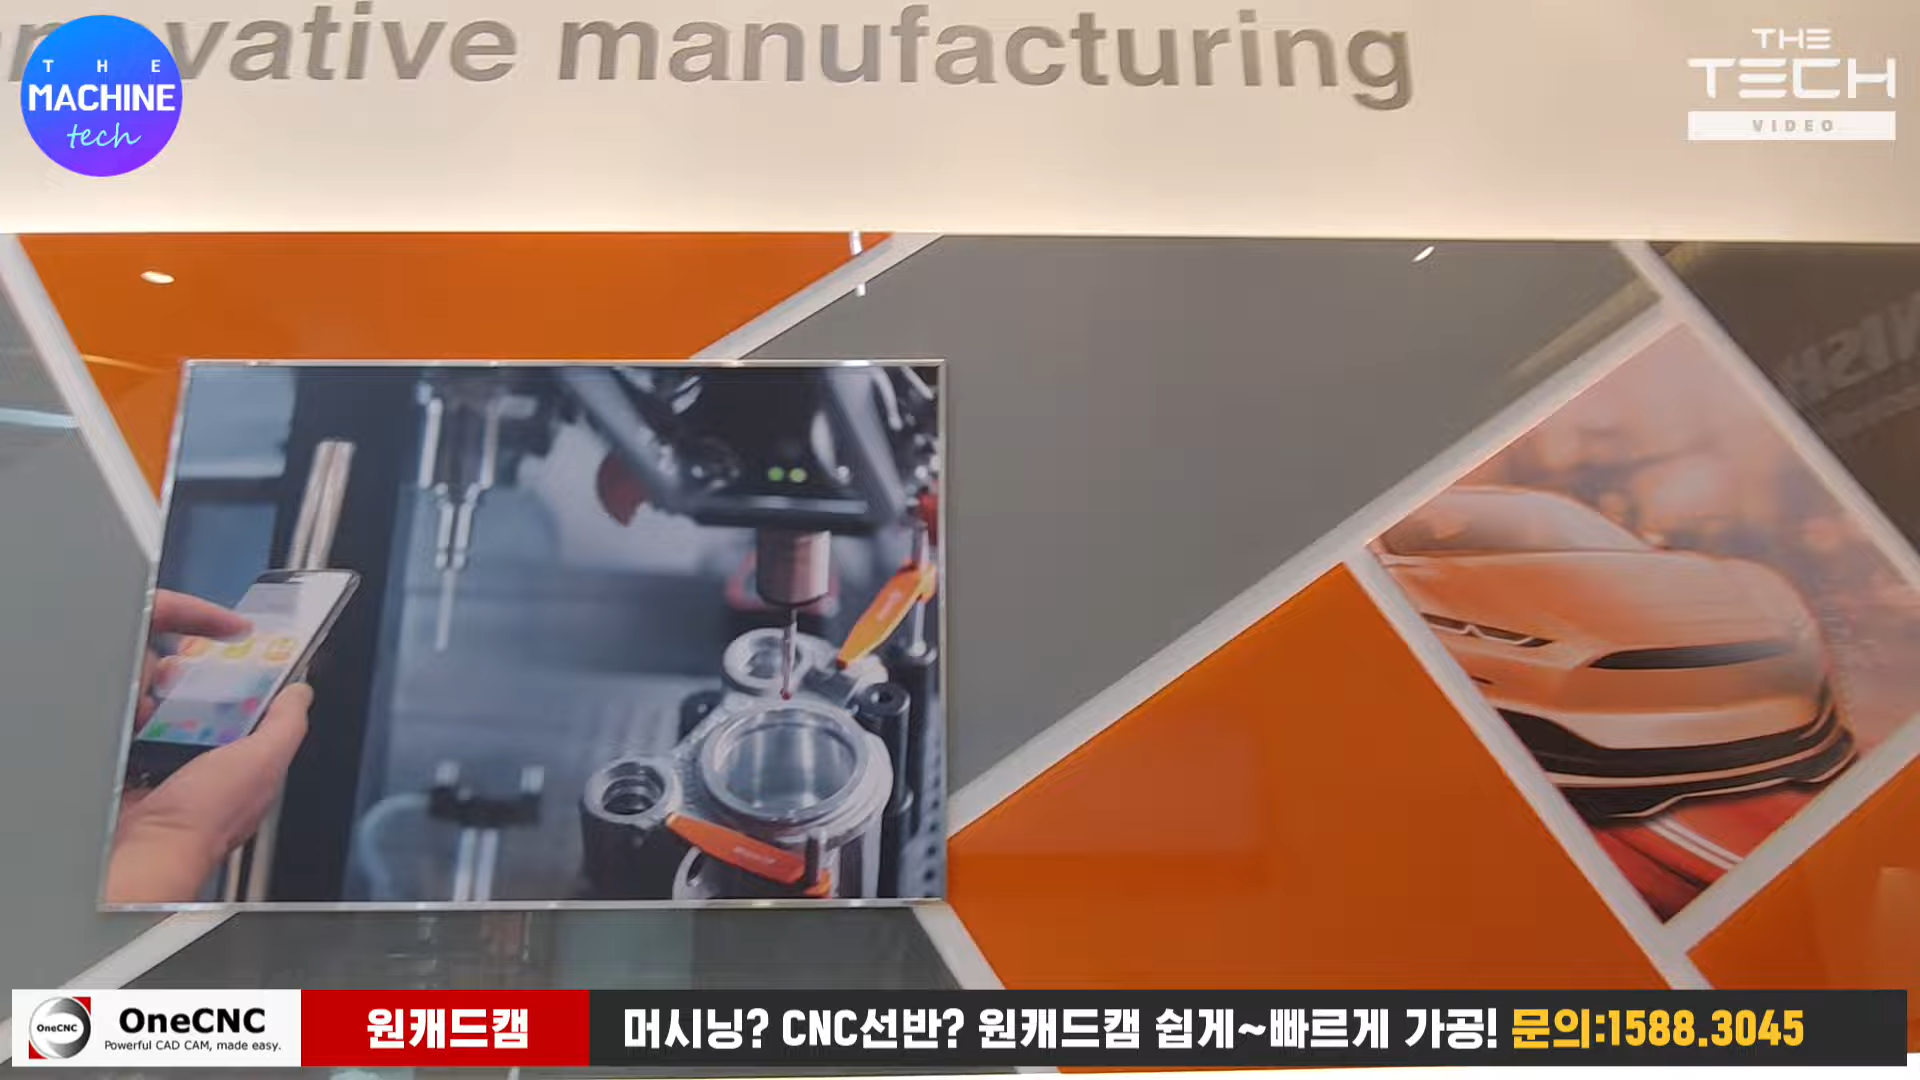 novative manufacturing
THE
MACHINE
tech
THE
TECH
VIDEO
OneCNC
OneCNC
Powerful CAD CAM, made easy.
원캐드캠
머시닝? CNC선반? 원캐드캠 쉽게~빠르게 가공! 문의:1588.3045